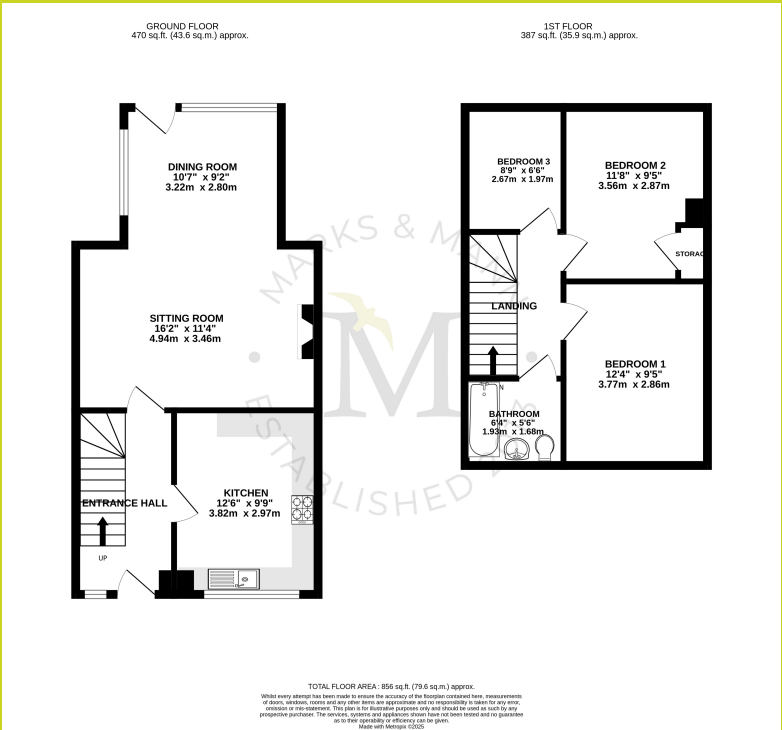 GROUND FLOOR
470 sq.ft. (43.6 sq.m.) approx.
1ST FLOOR
387 sq.ft. (35.9 sq.m.) approx.
DINING ROOM
10'7" x 9'2"
3.22m x 2.80m
SITTING ROOM
16'2" x 11'4"
4.94m x 3.46m
ENTRANCE HALL
UP
KITCHEN
12'6" x 9'9"
3.82m x 2.97m
BEDROOM 3
8'9" x 6'6"
2.67m x 1.97m
BEDROOM 2
11'8" x 9'5"
3.56m x 2.87m
STORAG
LANDING
BEDROOM 1
12'4" x 9'5"
3.77m x 2.86m
BATHROOM
6'4" x 5'6"
1.93m x 1.68m
MARKS & MANN
M
ESTABLISHED
TOTAL FLOOR AREA : 856 sq.ft. (79.6 sq.m.) approx.
Whilst every attempt has been made to ensure the accuracy of the floorplan contained here, measurements
of doors, windows, rooms and any other items are approximate and no responsibility is taken for any error,
omission or mis-statement. This plan is for illustrative purposes only and should be used as such by any
prospective purchaser. The services, systems and appliances shown have not been tested and no guarantee
as to their operability or efficiency can be given.
Made with Metropix ©2025